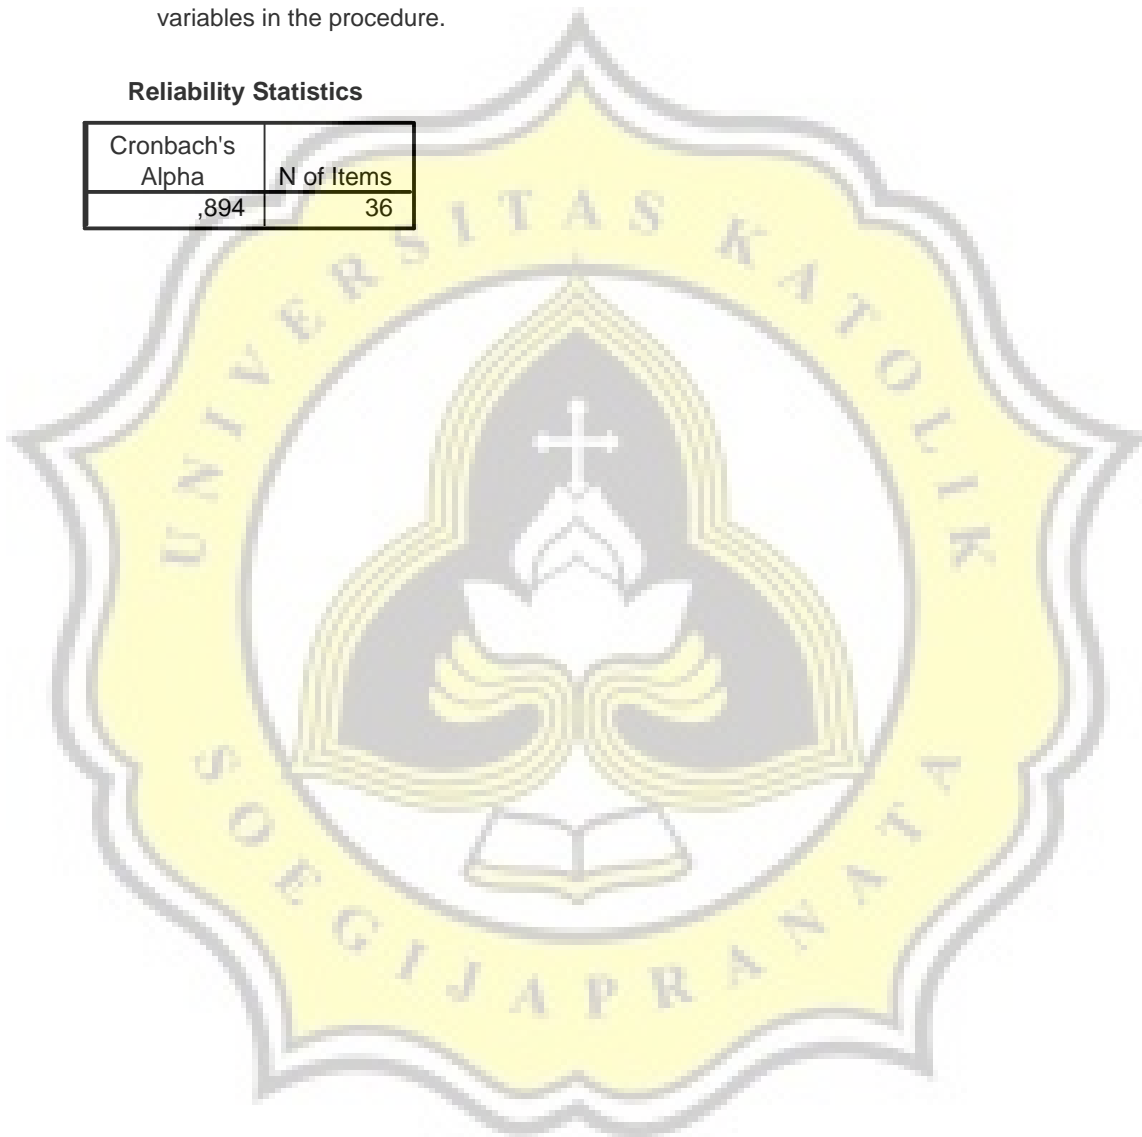 variables in the procedure.
Reliability Statistics
Cronbach's
Alpha
N of Items
,894
36
UNIVERSITAS KATOLIK
SOEGIJAPRANATA